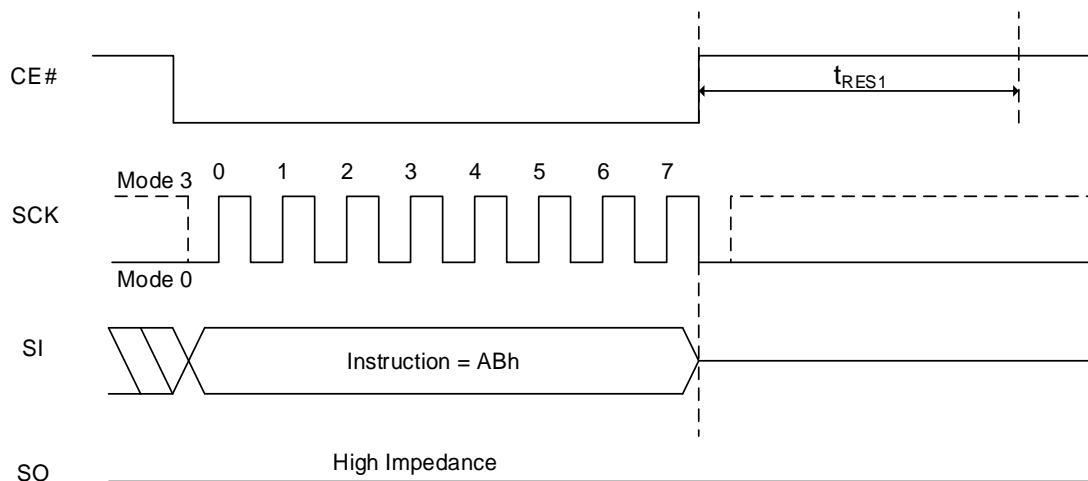 CE#
tRES1
0 1 2 3 4 5 6 7
Mode 3
SCK
Mode 0
SI
Instruction = ABh
High Impedance
SO